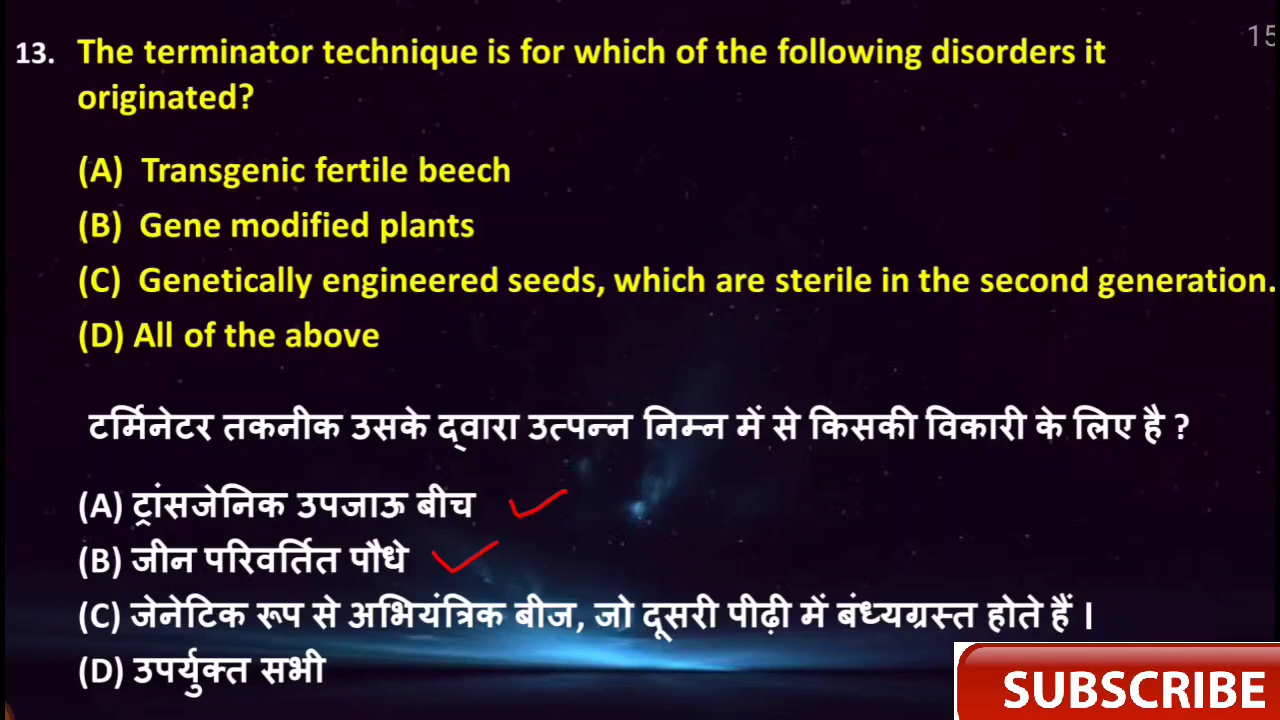 13. The terminator technique is for which of the following disorders it
originated?
15
(A) Transgenic fertile beech
(B) Gene modified plants
(C) Genetically engineered seeds, which are sterile in the second generation.
(D) All of the above
टर्मिनेटर तकनीक उसके द्वारा उत्पन्न निम्न में से किसकी विकारी के लिए है ?
(A) ट्रांसजेनिक उपजाऊ बीच
(B) जीन परिवर्तित पौधे
(C) जेनेटिक रूप से अभियंत्रिक बीज, जो दूसरी पीढ़ी में बंध्यग्रस्त होते हैं ।
(D) उपर्युक्त सभी
SUBSCRIBE